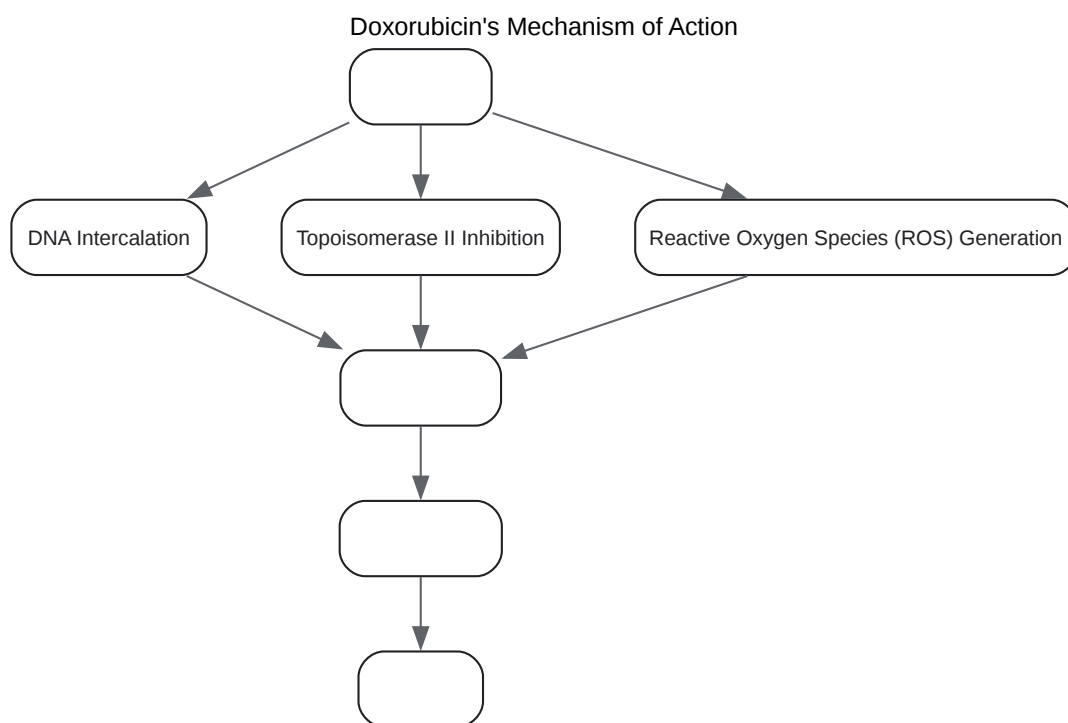 Doxorubicin's Mechanism of Action
DNA Intercalation
Topoisomerase II Inhibition
Reactive Oxygen Species (ROS) Generation